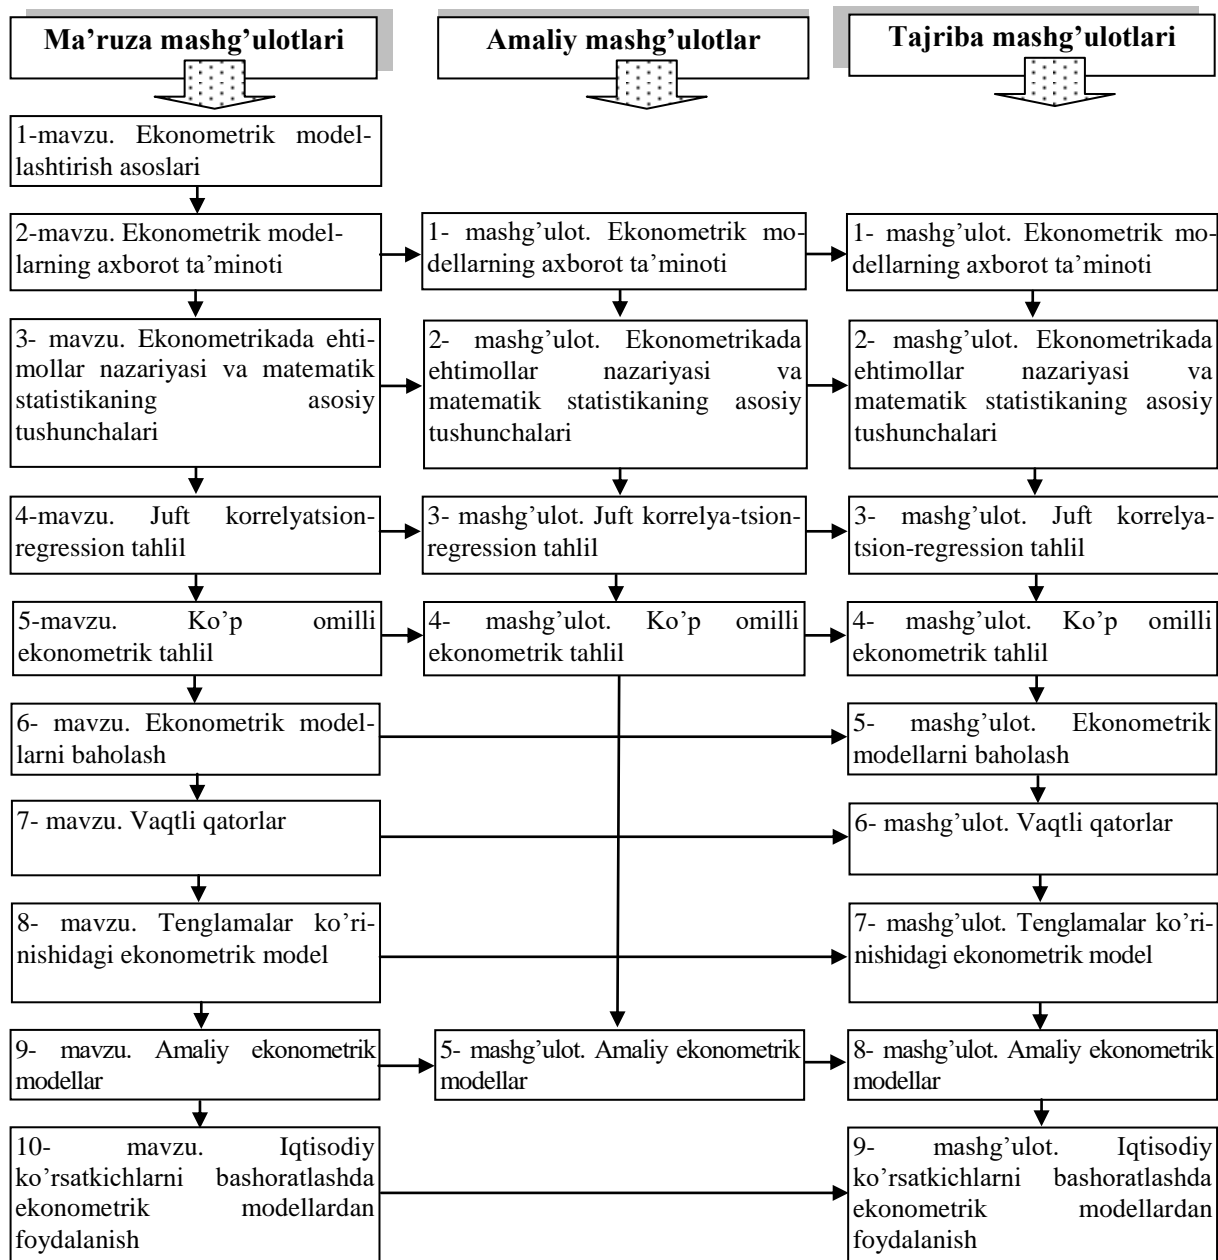 Ma’ruza mashg’ulotlari
Amaliy mashg’ulotlar
Tajriba mashg’ulotlari
1-mavzu. Ekonometrik model-
lashtirish asoslari
2-mavzu. Ekonometrik model-
larning axborot ta’minoti
1- mashg’ulot. Ekonometrik mo-
dellarning axborot ta’minoti
1- mashg’ulot. Ekonometrik mo-
dellarning axborot ta’minoti
3- mavzu. Ekonometrikada ehti-
mollar nazariyasi va matematik
statistikaning asosiy
tushunchalari
2- mashg’ulot. Ekonometrikada
ehtimollar nazariyasi va
matematik statistikaning asosiy
tushunchalari
2- mashg’ulot. Ekonometrikada
ehtimollar nazariyasi va
matematik statistikaning asosiy
tushunchalari
4-mavzu. Juft korrelyatsion-
regression tahlil
3- mashg’ulot. Juft korrelya-tsion-
regression tahlil
3- mashg’ulot. Juft korrelya-
tsion-regression tahlil
5-mavzu. Ko’p omilli
ekonometrik tahlil
4- mashg’ulot. Ko’p omilli
ekonometrik tahlil
4- mashg’ulot. Ko’p omilli
ekonometrik tahlil
6- mavzu. Ekonometrik model-
larni baholash
5- mashg’ulot. Ekonometrik
modellarni baholash
7- mavzu. Vaqtli qatorlar
6- mashg’ulot. Vaqtli qatorlar
8- mavzu. Tenglamalar ko’ri-
nishidagi ekonometrik model
7- mashg’ulot. Tenglamalar ko’ri-
nishidagi ekonometrik model
9- mavzu. Amaliy ekonometrik
modellar
5- mashg’ulot. Amaliy ekonometrik
modellar
8- mashg’ulot. Amaliy ekonometrik
modellar
10- mavzu. Iqtisodiy
ko’rsatkichlarni bashoratlashda
ekonometrik modellardan
foydalanish
9- mashg’ulot. Iqtisodiy
ko’rsatkichlarni bashoratlashda
ekonometrik modellardan
foydalanish